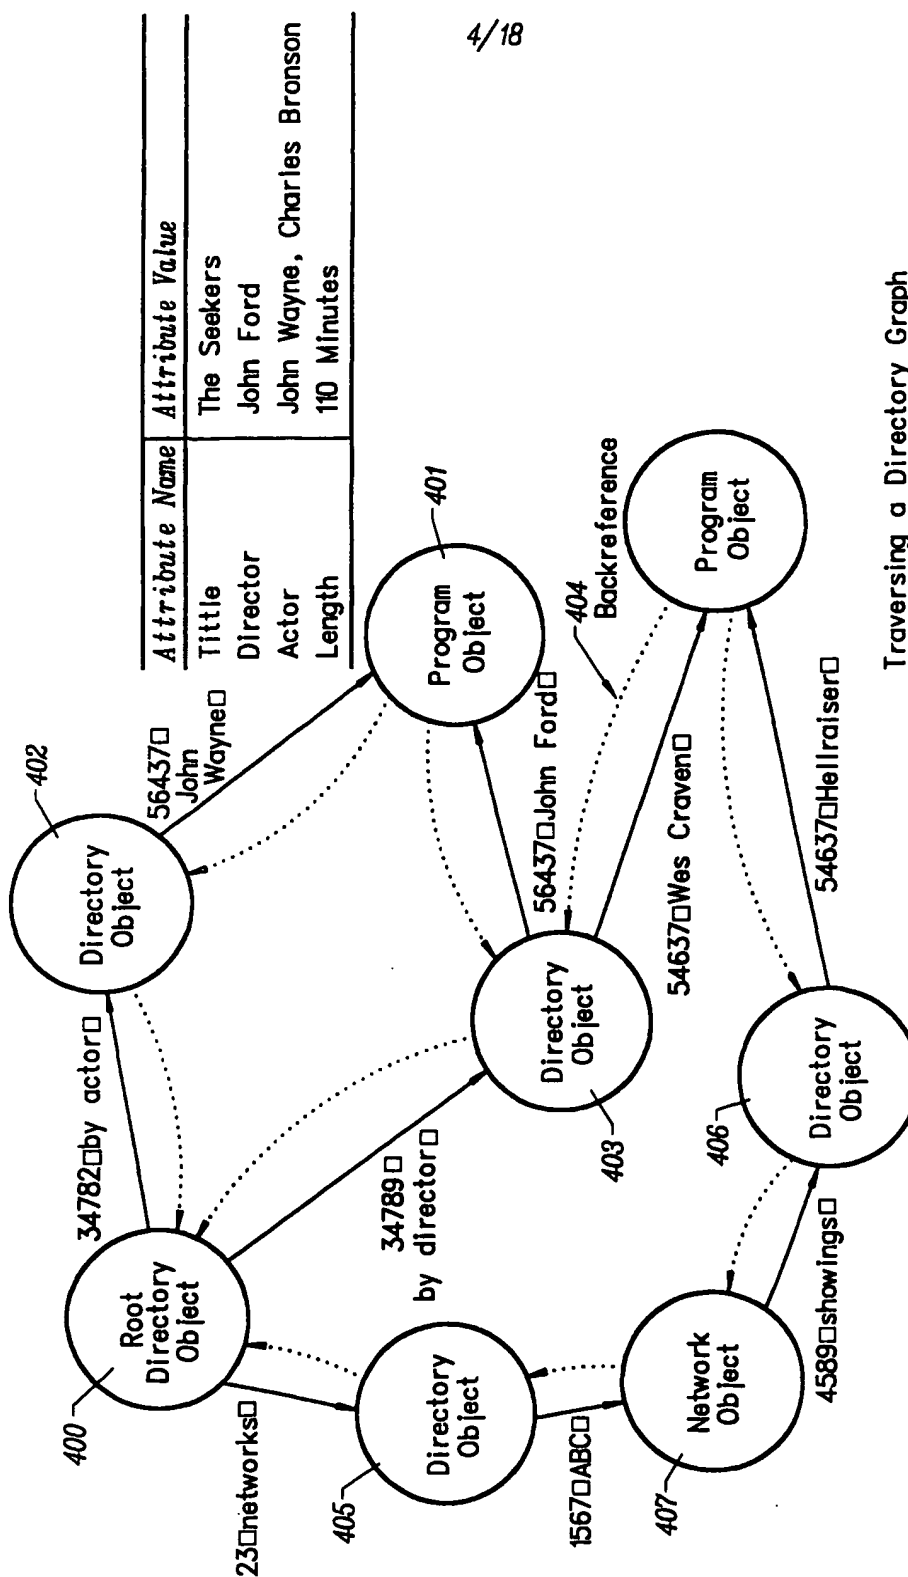 4/18
Attribute Name Attribute Value
Tittle The Seekers
Director John Ford
Actor John Wayne, Charles Bronson
Length 110 Minutes
402
Directory
Object
34782□by actor□
56437□
John
Wayne□
400
Root
Directory
Object
401
Program
Object
34789□
by director□
403
Directory
Object
56437□John Ford□
404
Backreference
23□networks□
405
Directory
Object
54637□Wes Craven□
Program
Object
1567□ABC□
407
Network
Object
406
Directory
Object
4589□showings□
54637□Hellraiser□
Traversing a Directory Graph